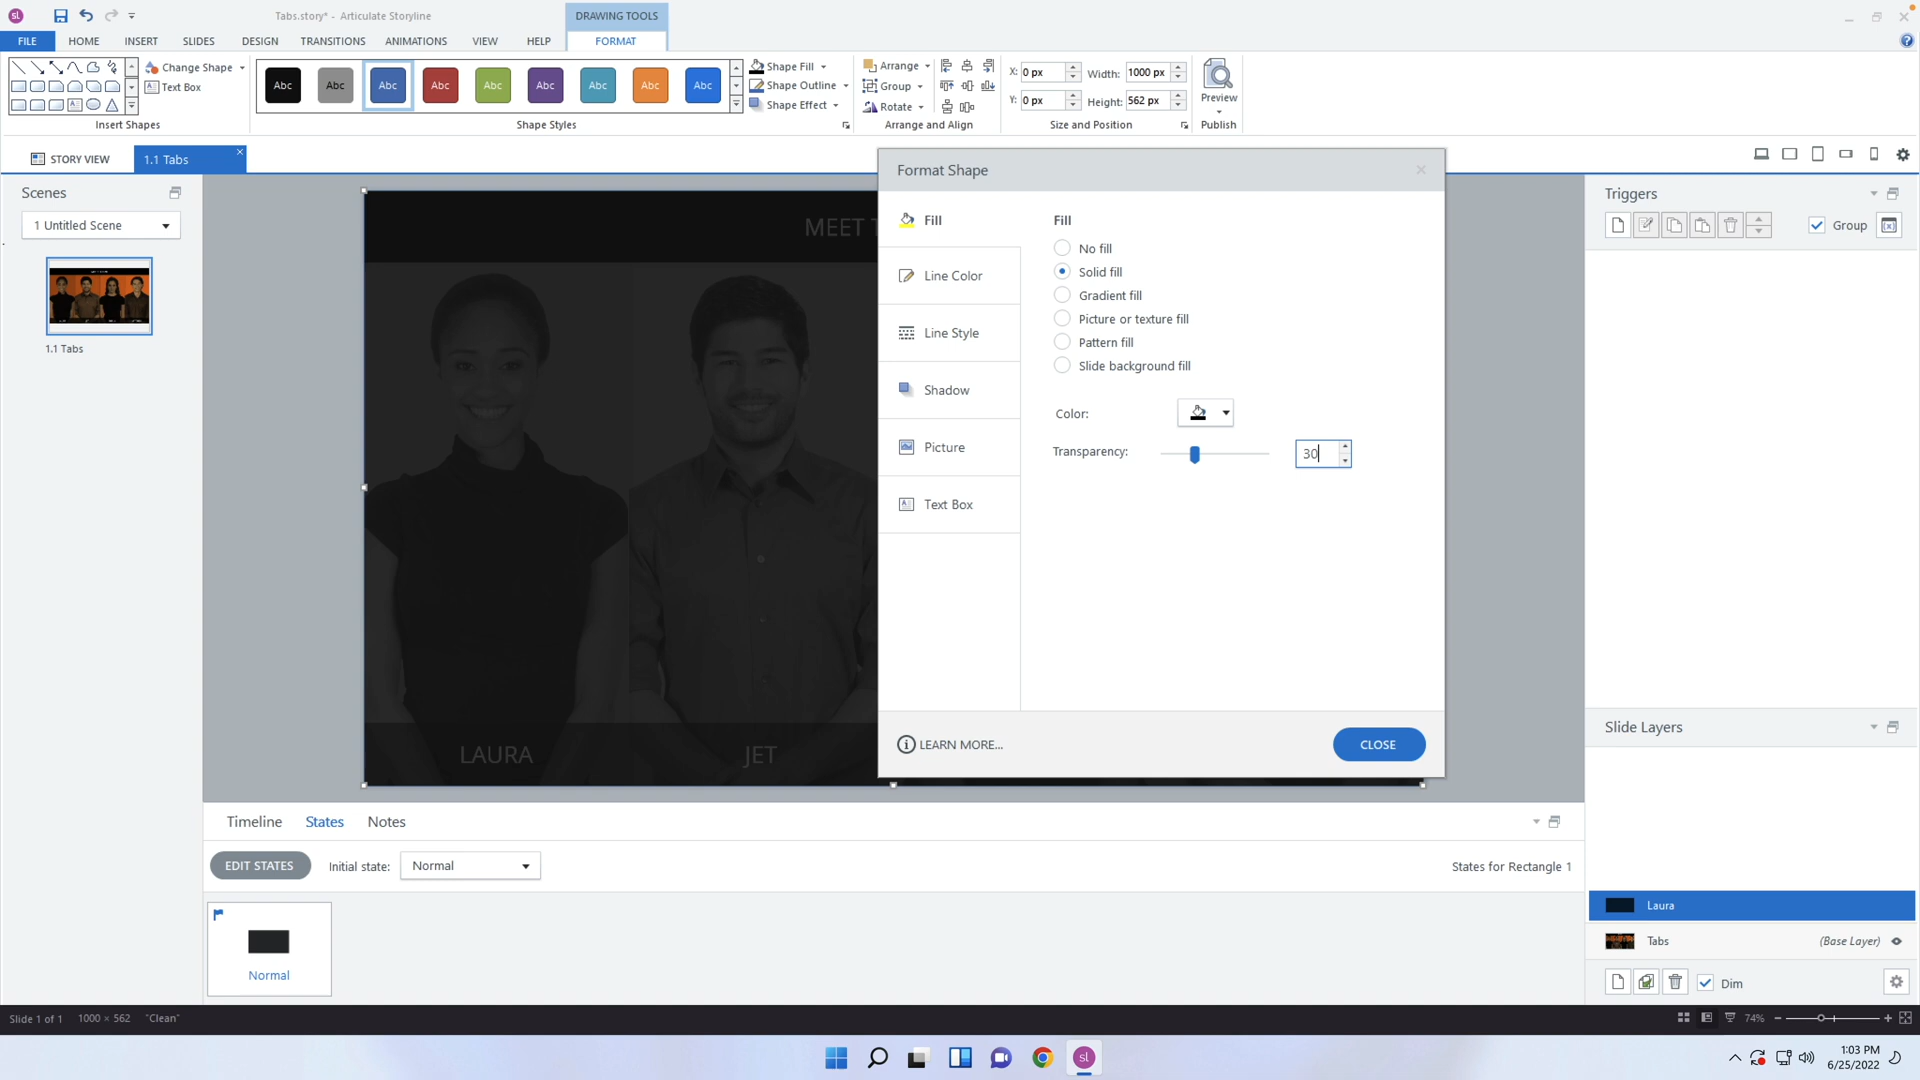 sl Tabs.story* - Articulate Storyline DRAWING TOOLS
FILE HOME INSERT SLIDES DESIGN TRANSITIONS ANIMATIONS VIEW HELP FORMAT
Change Shape
Text Box
Insert Shapes
Abc Abc Abc Abc Abc Abc Abc Abc Abc
Shape Styles
Shape Fill
Shape Outline
Shape Effect
Arrange
Group
Rotate
Arrange and Align
X: 0 px Width: 1000 px
Y: 0 px Height: 562 px
Size and Position
Preview
Publish
STORY VIEW 1.1 Tabs
Scenes
1 Untitled Scene
1.1 Tabs
MEET T
LAURA JET
Format Shape
Fill
Line Color
Line Style
Shadow
Picture
Text Box
Fill
No fill
Solid fill
Gradient fill
Picture or texture fill
Pattern fill
Slide background fill
Color:
Transparency: 30
LEARN MORE... CLOSE
Triggers
Group
Slide Layers
Laura
Tabs (Base Layer)
Dim
Timeline States Notes
EDIT STATES Initial state: Normal States for Rectangle 1
Normal
Slide 1 of 1 1000 × 562 "Clean" 74%
sl
1:03 PM
6/25/2022